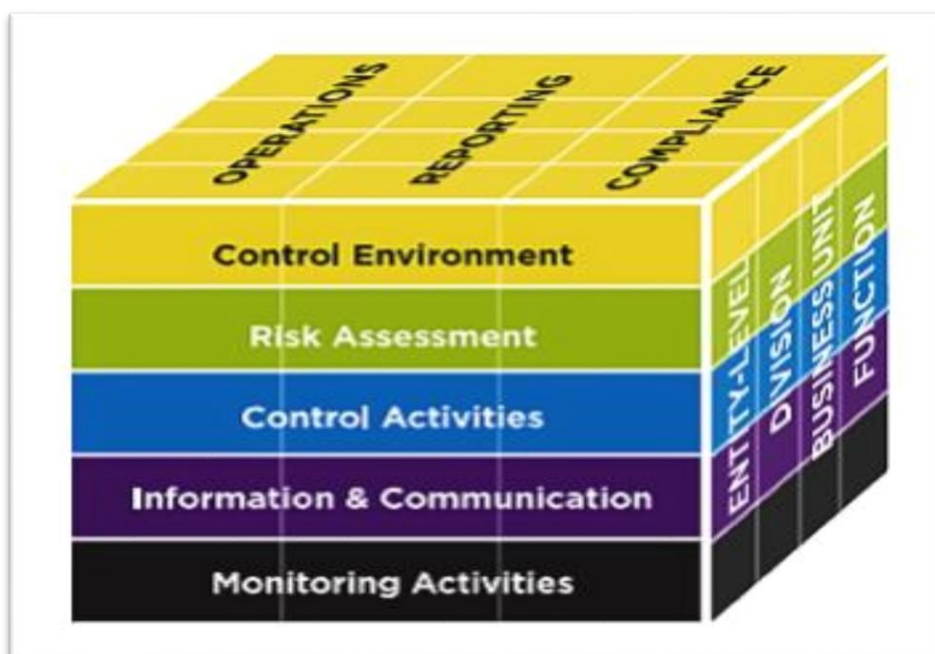 OPERATIONS
REPORTING
COMPLIANCE
Control Environment
Risk Assessment
Control Activities
Information & Communication
Monitoring Activities
ENTITY-LEVEL
DIVISION
BUSINESS UNIT
FUNCTION